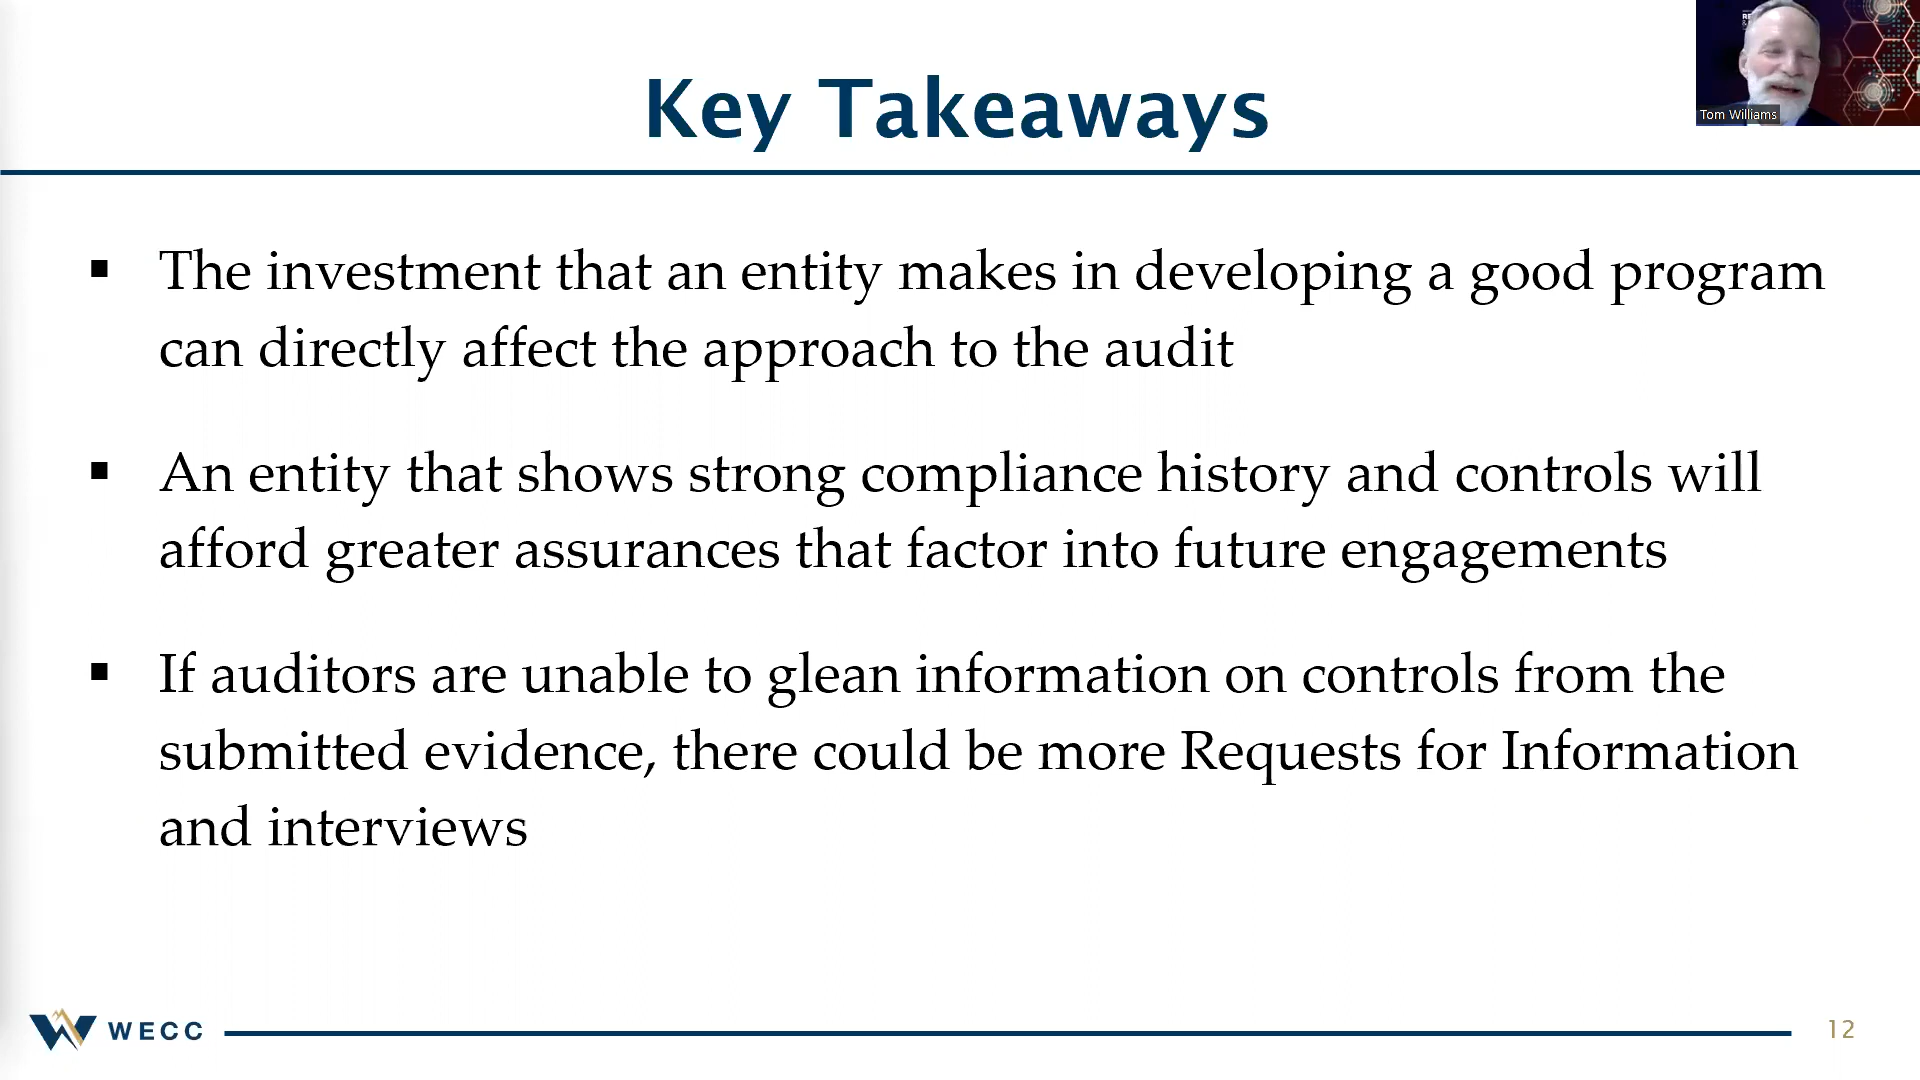 Key Takeaways
Tom Williams
▪ The investment that an entity makes in developing a good program
can directly affect the approach to the audit
▪ An entity that shows strong compliance history and controls will
afford greater assurances that factor into future engagements
▪ If auditors are unable to glean information on controls from the
submitted evidence, there could be more Requests for Information
and interviews
WECC
12